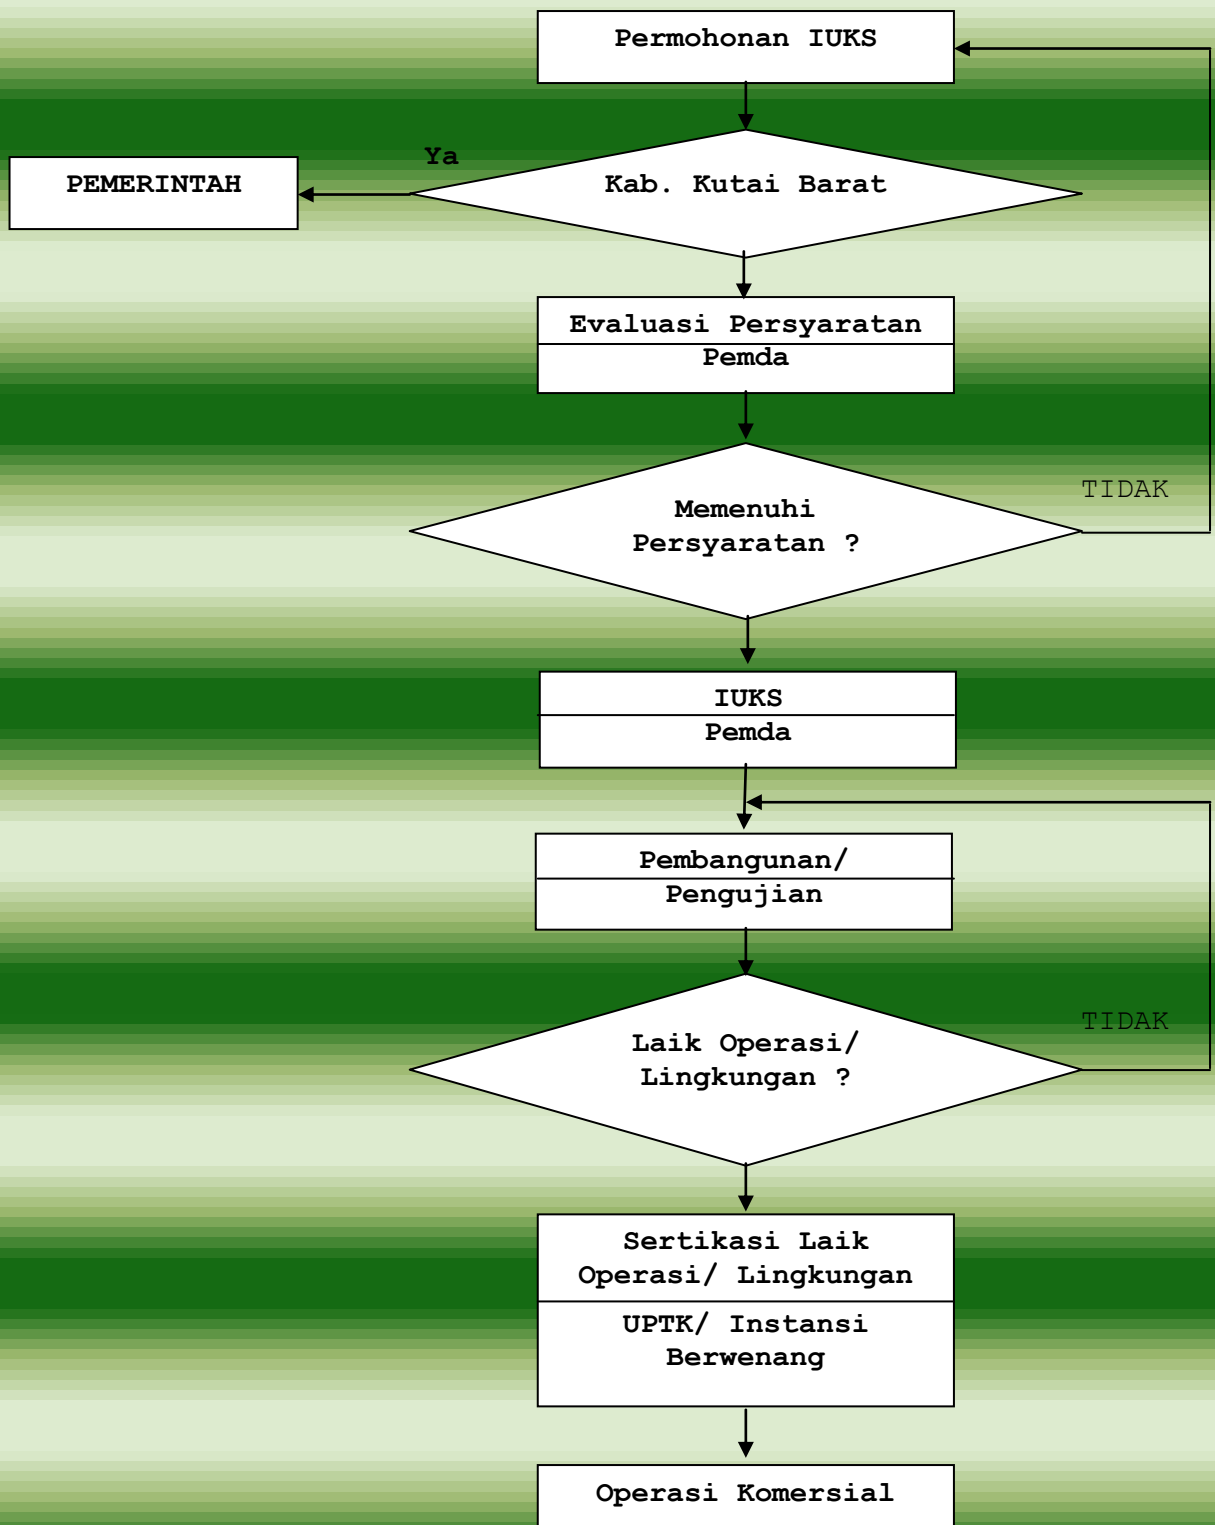 Permohonan IUKS
Ya
PEMERINTAH
Kab. Kutai Barat
Evaluasi Persyaratan
Pemda
TIDAK
Memenuhi
Persyaratan ?
IUKS
Pemda
Pembangunan/
Pengujian
TIDAK
Laik Operasi/
Lingkungan ?
Sertikasi Laik
Operasi/ Lingkungan
UPTK/ Instansi
Berwenang
Operasi Komersial